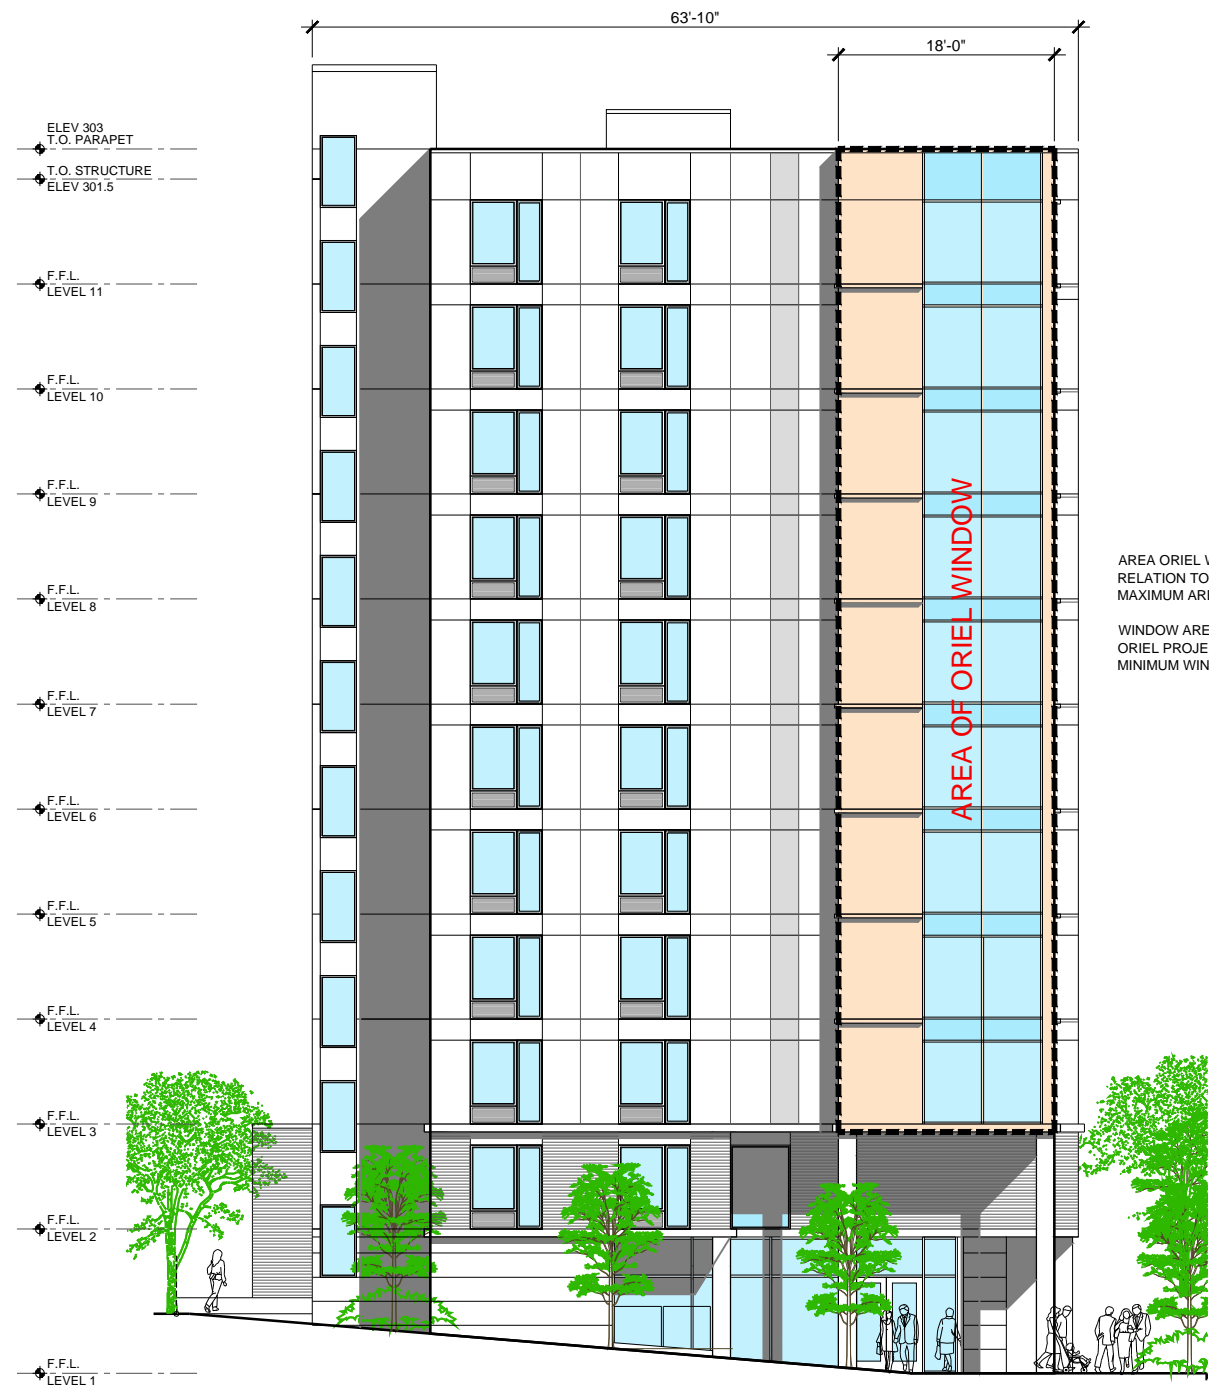 63'-10"
18'-0"
ELEV 303
T.O. PARAPET
T.O. STRUCTURE
ELEV 301.5
F.F.L.
LEVEL 11
F.F.L.
LEVEL 10
F.F.L.
LEVEL 9
F.F.L.
LEVEL 8
F.F.L.
LEVEL 7
F.F.L.
LEVEL 6
F.F.L.
LEVEL 5
F.F.L.
LEVEL 4
F.F.L.
LEVEL 3
F.F.L.
LEVEL 2
F.F.L.
LEVEL 1
AREA OF ORIEL WINDOW
AREA ORIEL
RELATION TO
MAXIMUM
WINDOW
ORIEL
MINIMUM